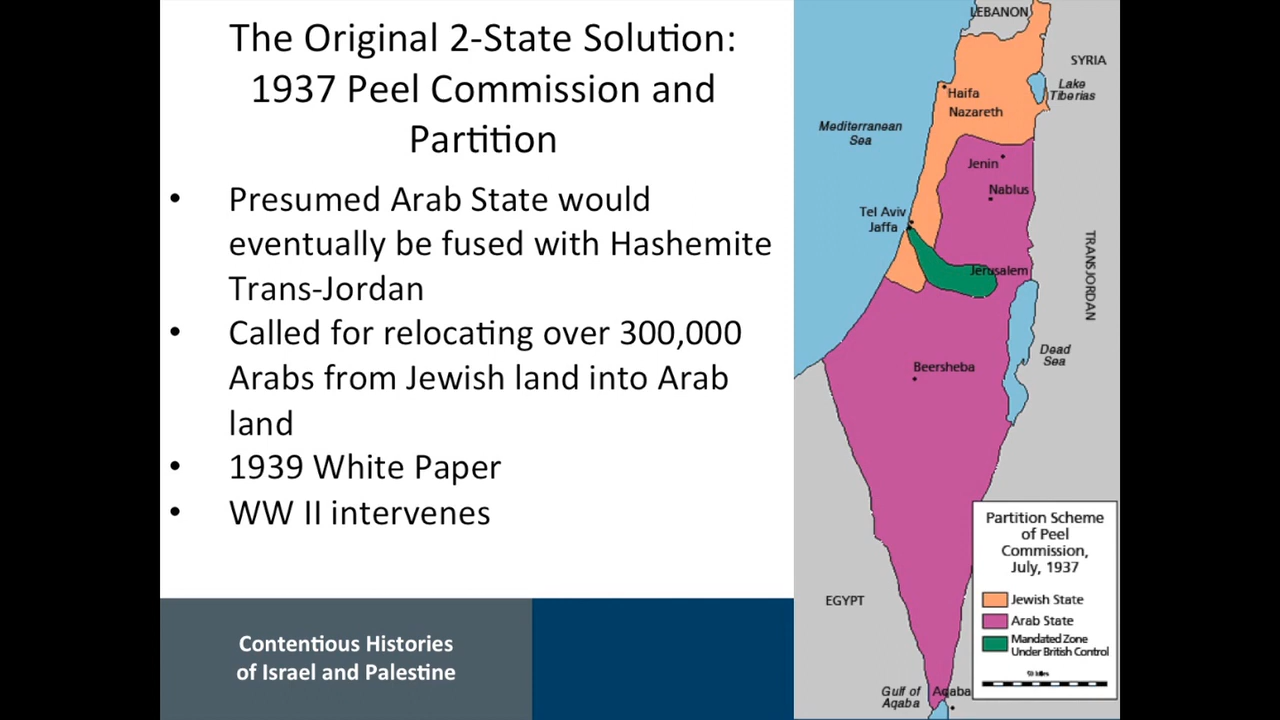 The Original 2-State Solution:
1937 Peel Commission and
Partition
• Presumed Arab State would
eventually be fused with Hashemite
Trans-Jordan
• Called for relocating over 300,000
Arabs from Jewish land into Arab
land
• 1939 White Paper
• WW II intervenes
Contentious Histories
of Israel and Palestine
LEBANON
SYRIA
Lake
Tiberias
Haifa
Nazareth
Mediterranean
Sea
Jenin
Nablus
Tel Aviv
Jaffa
Jerusalem
TRANSJORDAN
Dead
Sea
Beersheba
EGYPT
Gulf of
Aqaba
Aqaba
Partition Scheme
of Peel
Commission,
July, 1937
Jewish State
Arab State
Mandated Zone
Under British Control
50 Miles